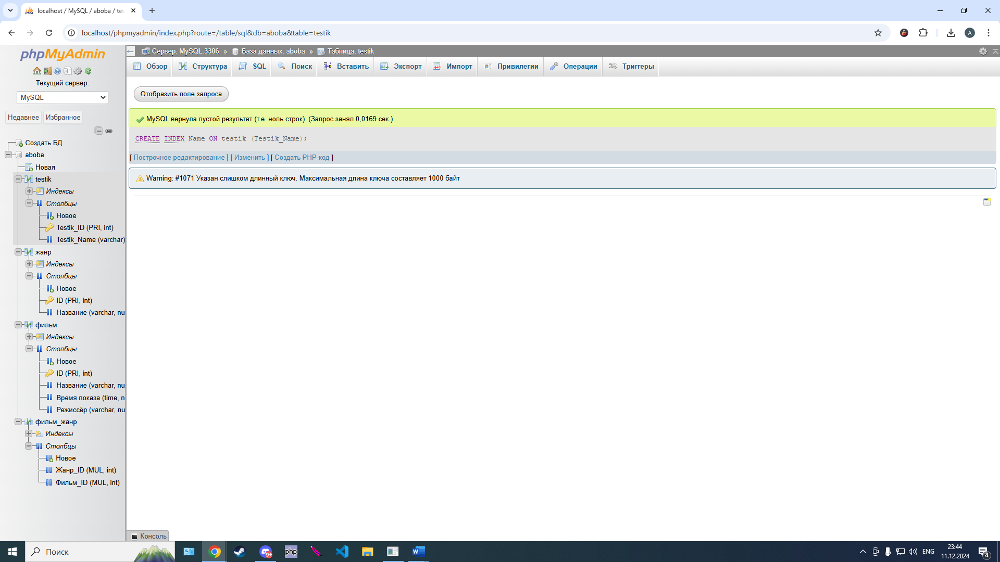 localhost / MySQL / aboba / tes
localhost/phpmyadmin/index.php?route=/table/sql&db=aboba&table=testik
A
phpMyAdmin
Текущий сервер:
MySQL
Недавнее Избранное
Создать БД
aboba
Новая
testik
Индексы
Столбцы
Новое
Testik_ID (PRI, int)
Testik_Name (varchar)
жанр
Индексы
Столбцы
Новое
ID (PRI, int)
Название (varchar, nu
фильм
Индексы
Столбцы
Новое
ID (PRI, int)
Название (varchar, nu
Время показа (time, n
Режиссёр (varchar, nu
фильм_жанр
Индексы
Столбцы
Новое
Жанр_ID (MUL, int)
Фильм_ID (MUL, int)
Сервер: MySQL:3306 » База данных: aboba » Таблица: testik
Обзор Структура SQL Поиск Вставить Экспорт Импорт Привилегии Операции Триггеры
Отобразить поле запроса
MySQL вернула пустой результат (т.е. ноль строк). (Запрос занял 0,0169 сек.)
CREATE INDEX Name ON testik (Testik_Name);
[ Построчное редактирование ] [ Изменить ] [ Создать PHP-код ]
Warning: #1071 Указан слишком длинный ключ. Максимальная длина ключа составляет 1000 байт
Консоль
Поиск
9+
php
W
ENG
23:44
11.12.2024
4